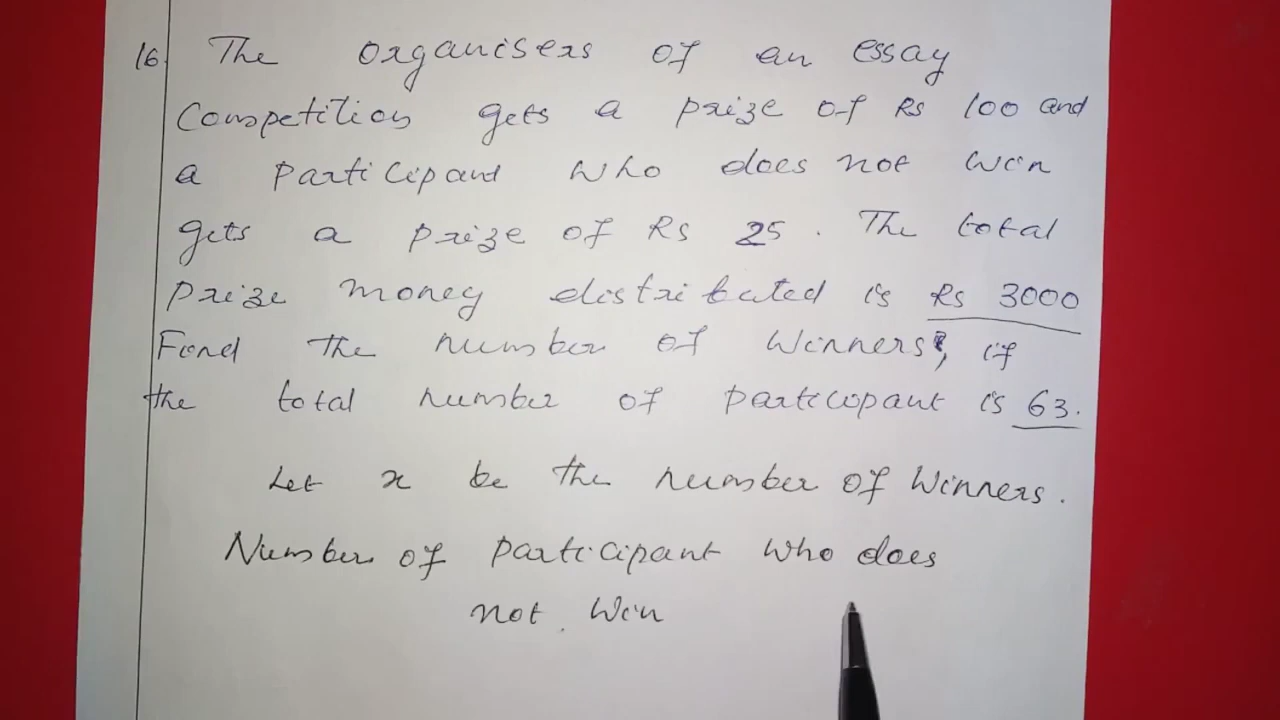 16. The organisers of an essay
Competition gets a prize of Rs 100 and
a participant who does not win
gets a prize of Rs 25. The total
prize money distributed is Rs 3000
Find the number of winners, if
the total number of participant is 63.
Let x be the number of winners.
Number of participant who does
not win